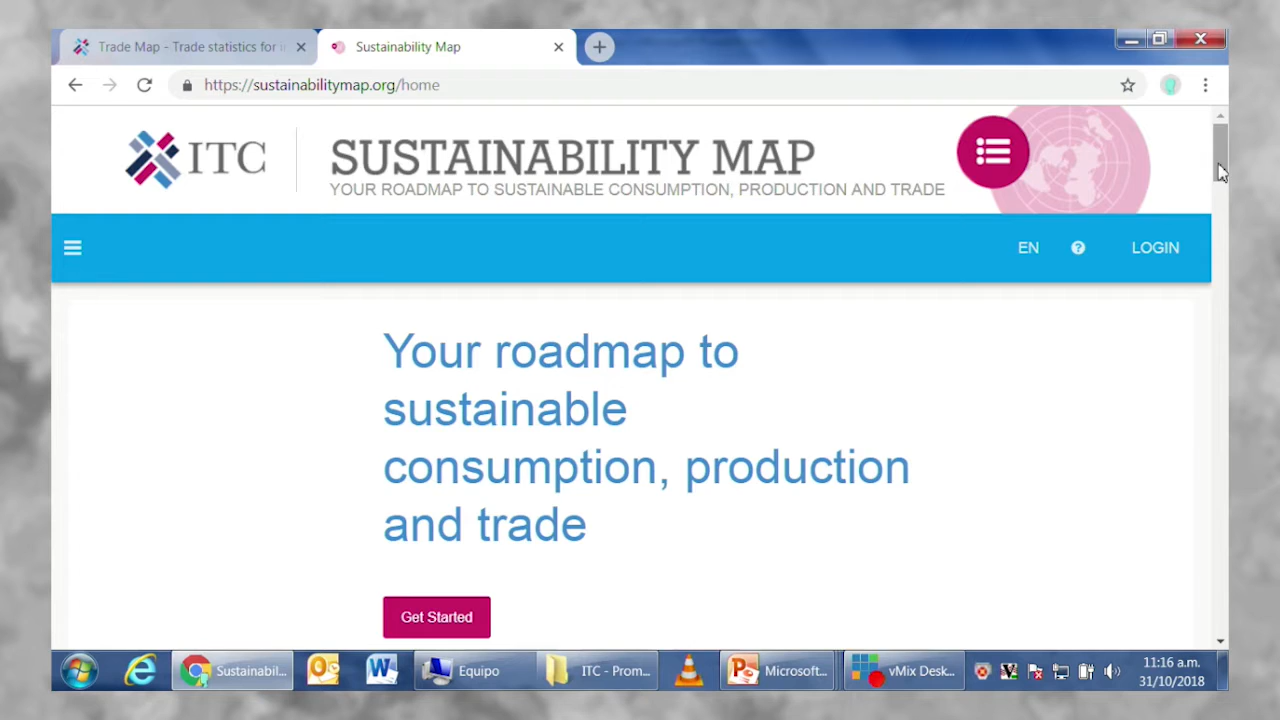 Trade Map - Trade statistics for i
Sustainability Map
https://sustainabilitymap.org/home
ITC
SUSTAINABILITY MAP
YOUR ROADMAP TO SUSTAINABLE CONSUMPTION, PRODUCTION AND TRADE
EN
LOGIN
Your roadmap to
sustainable
consumption, production
and trade
Get Started
Sustainabil...
Equipo
ITC - Prom...
Microsoft...
vMix Desk...
11:16 a.m.
31/10/2018